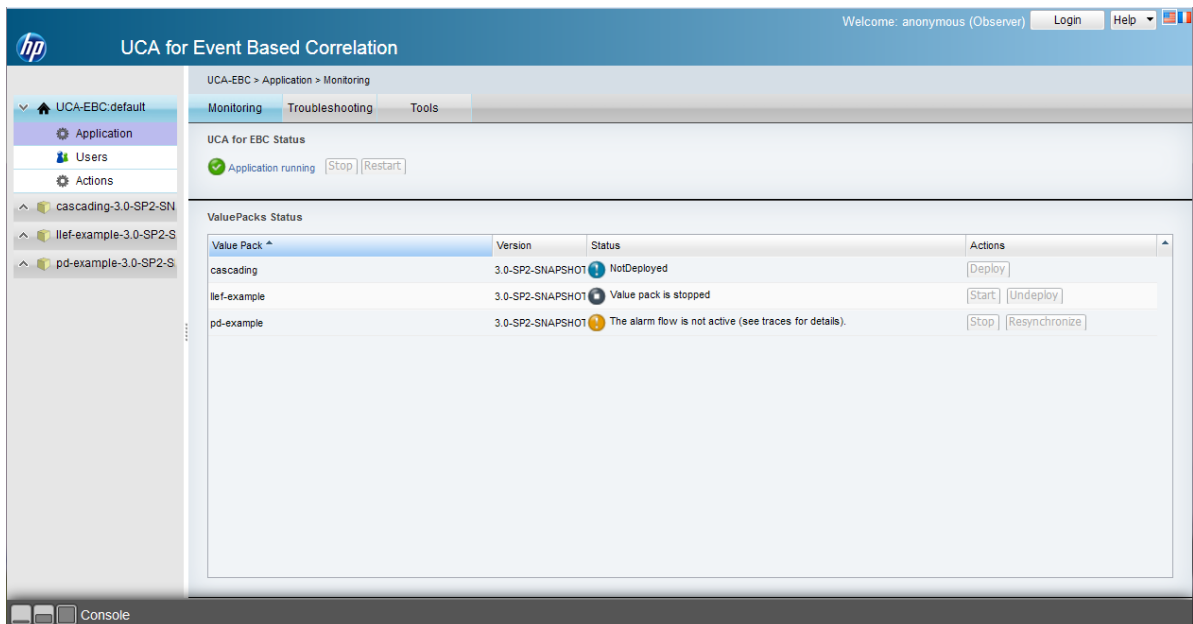 Welcome: anonymous (Observer) Login Help
hp UCA for Event Based Correlation
UCA-EBC > Application > Monitoring
UCA-EBC:default
Application
Users
Actions
cascading-3.0-SP2-SN
llef-example-3.0-SP2-S
pd-example-3.0-SP2-S
Monitoring Troubleshooting Tools
UCA for EBC Status
Application running Stop Restart
ValuePacks Status
Value Pack Version Status Actions
cascading 3.0-SP2-SNAPSHOT NotDeployed Deploy
llef-example 3.0-SP2-SNAPSHOT Value pack is stopped Start Undeploy
pd-example 3.0-SP2-SNAPSHOT The alarm flow is not active (see traces for details). Stop Resynchronize
Console